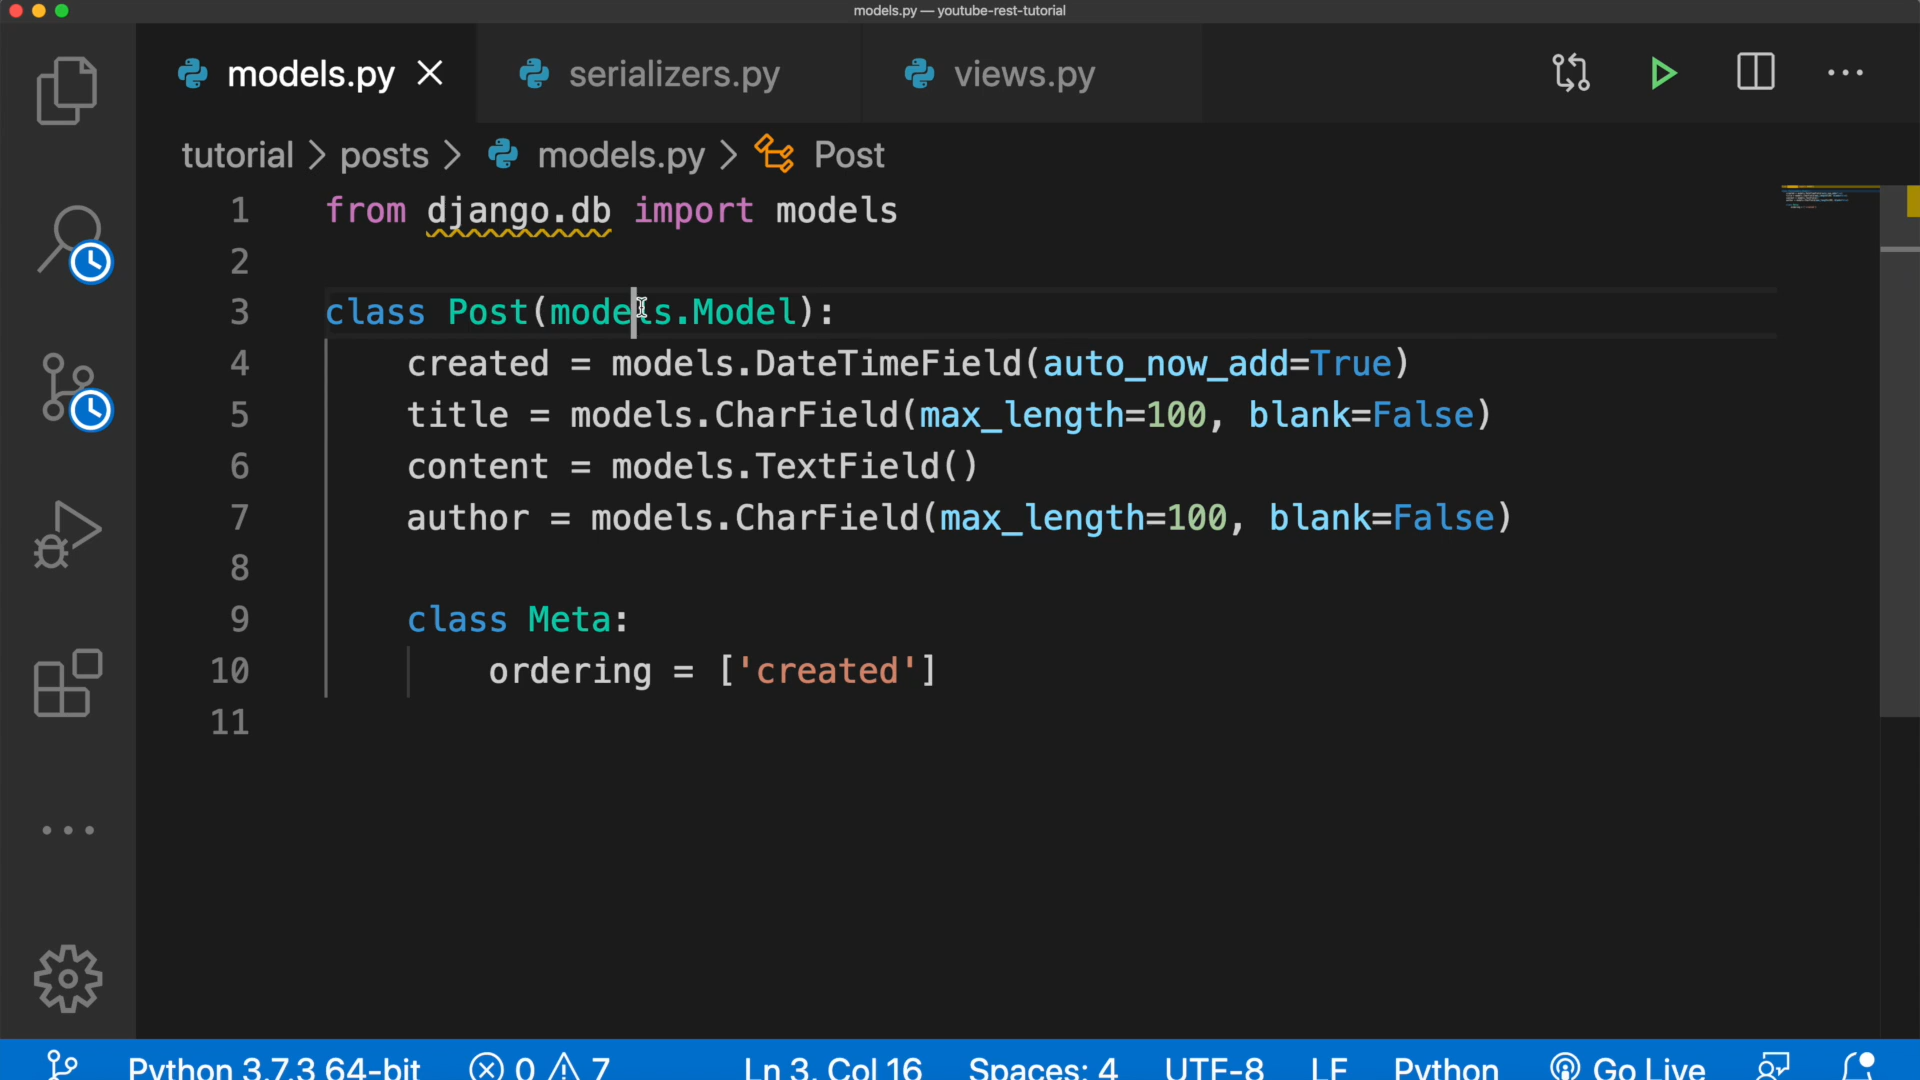 models.py — youtube-rest-tutorial
models.py serializers.py views.py
tutorial > posts > models.py > Post
1 from django.db import models
2
3 class Post(models.Model):
4 created = models.DateTimeField(auto_now_add=True)
5 title = models.CharField(max_length=100, blank=False)
6 content = models.TextField()
7 author = models.CharField(max_length=100, blank=False)
8
9 class Meta:
10 ordering = ['created']
11
Python 3.7.3 64-bit 0 7 Ln 3, Col 16 Spaces: 4 UTF-8 LF Python Go Live